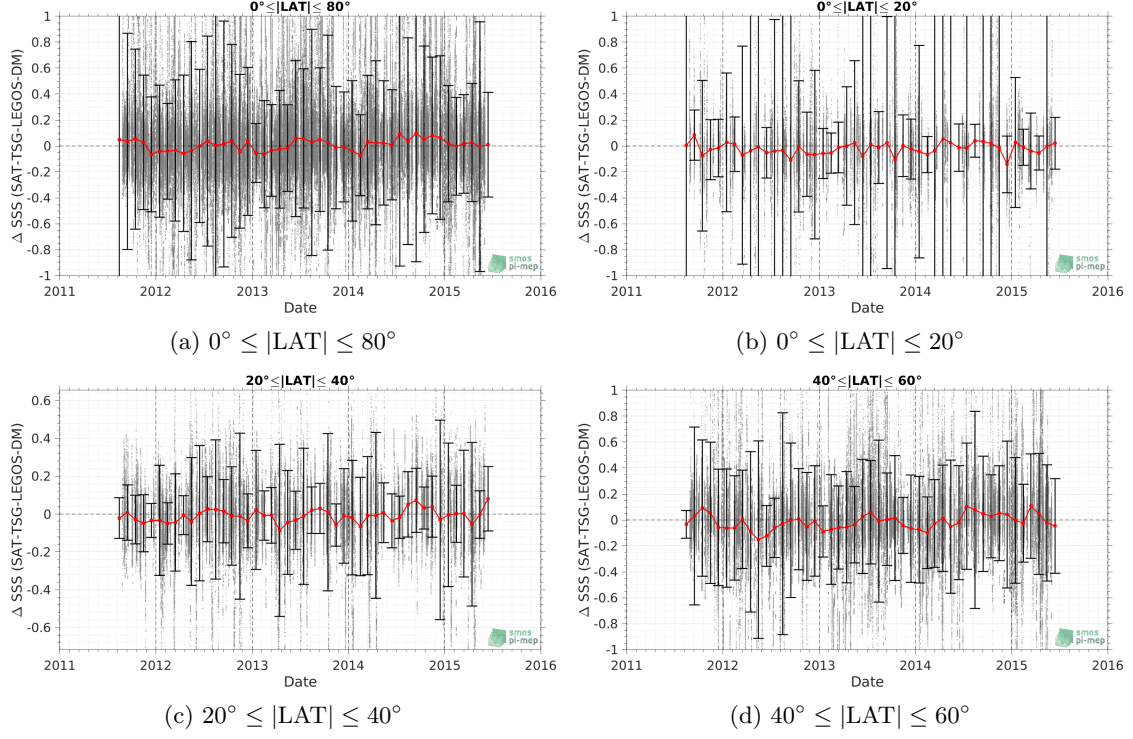 0°≤|LAT|≤ 80°
Δ SSS (SAT-TSG-LEGOS-DM)
1
0.8
0.6
0.4
0.2
0
-0.2
-0.4
-0.6
-0.8
-1
2011 2012 2013 2014 2015 2016
Date
smos
pi-mep
(a) 0° ≤ |LAT| ≤ 80°
0°≤|LAT|≤ 20°
Δ SSS (SAT-TSG-LEGOS-DM)
1
0.8
0.6
0.4
0.2
0
-0.2
-0.4
-0.6
-0.8
-1
2011 2012 2013 2014 2015 2016
Date
smos
pi-mep
(b) 0° ≤ |LAT| ≤ 20°
20°≤|LAT|≤ 40°
Δ SSS (SAT-TSG-LEGOS-DM)
0.6
0.4
0.2
0
-0.2
-0.4
-0.6
2011 2012 2013 2014 2015 2016
Date
smos
pi-mep
(c) 20° ≤ |LAT| ≤ 40°
40°≤|LAT|≤ 60°
Δ SSS (SAT-TSG-LEGOS-DM)
1
0.8
0.6
0.4
0.2
0
-0.2
-0.4
-0.6
-0.8
-1
2011 2012 2013 2014 2015 2016
Date
smos
pi-mep
(d) 40° ≤ |LAT| ≤ 60°